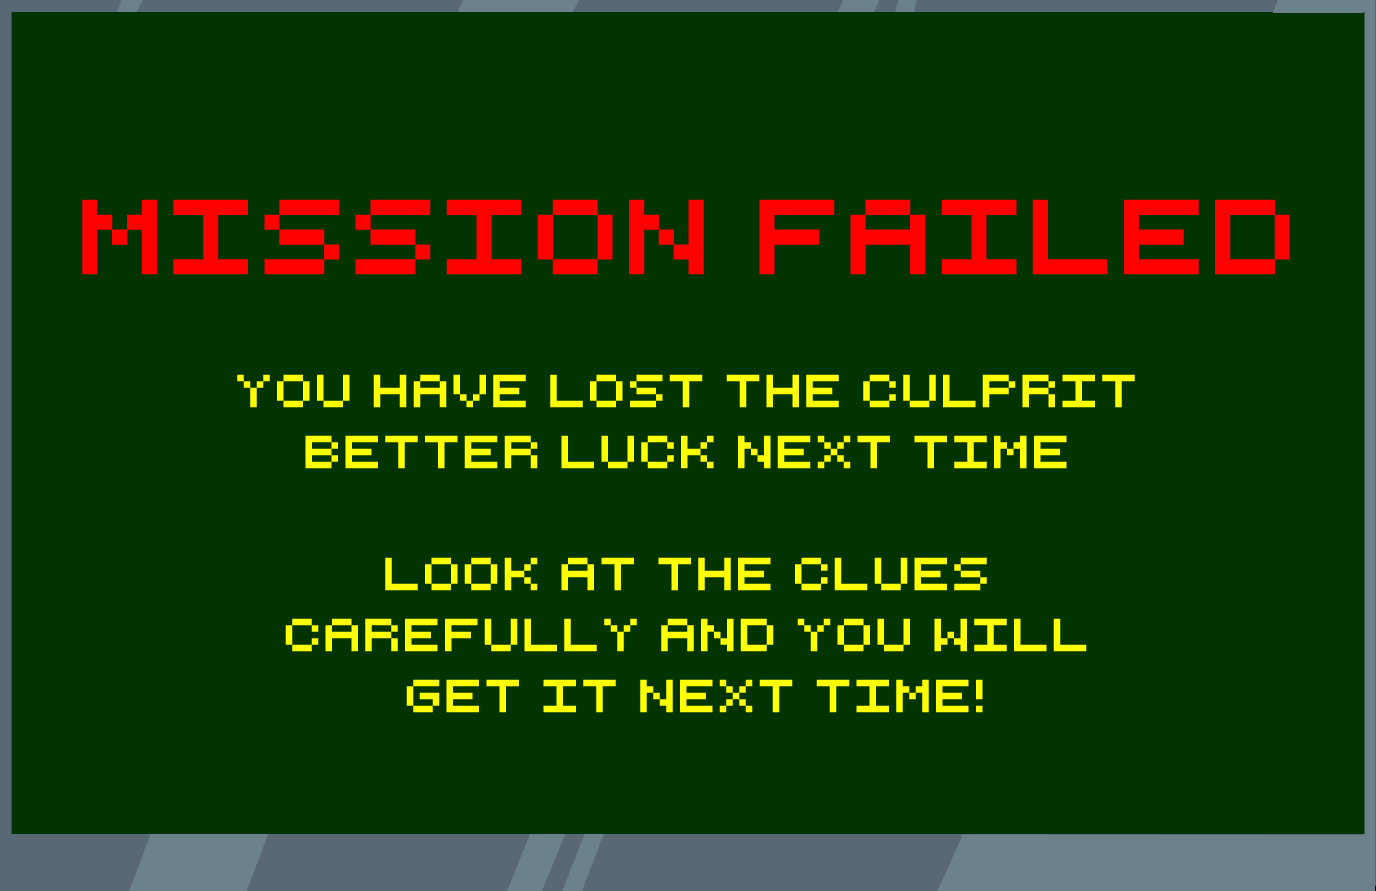 MISSION FAILED
YOU HAVE LOST THE CULPRIT
BETTER LUCK NEXT TIME
LOOK AT THE CLUES
CAREFULLY AND YOU WILL
GET IT NEXT TIME!